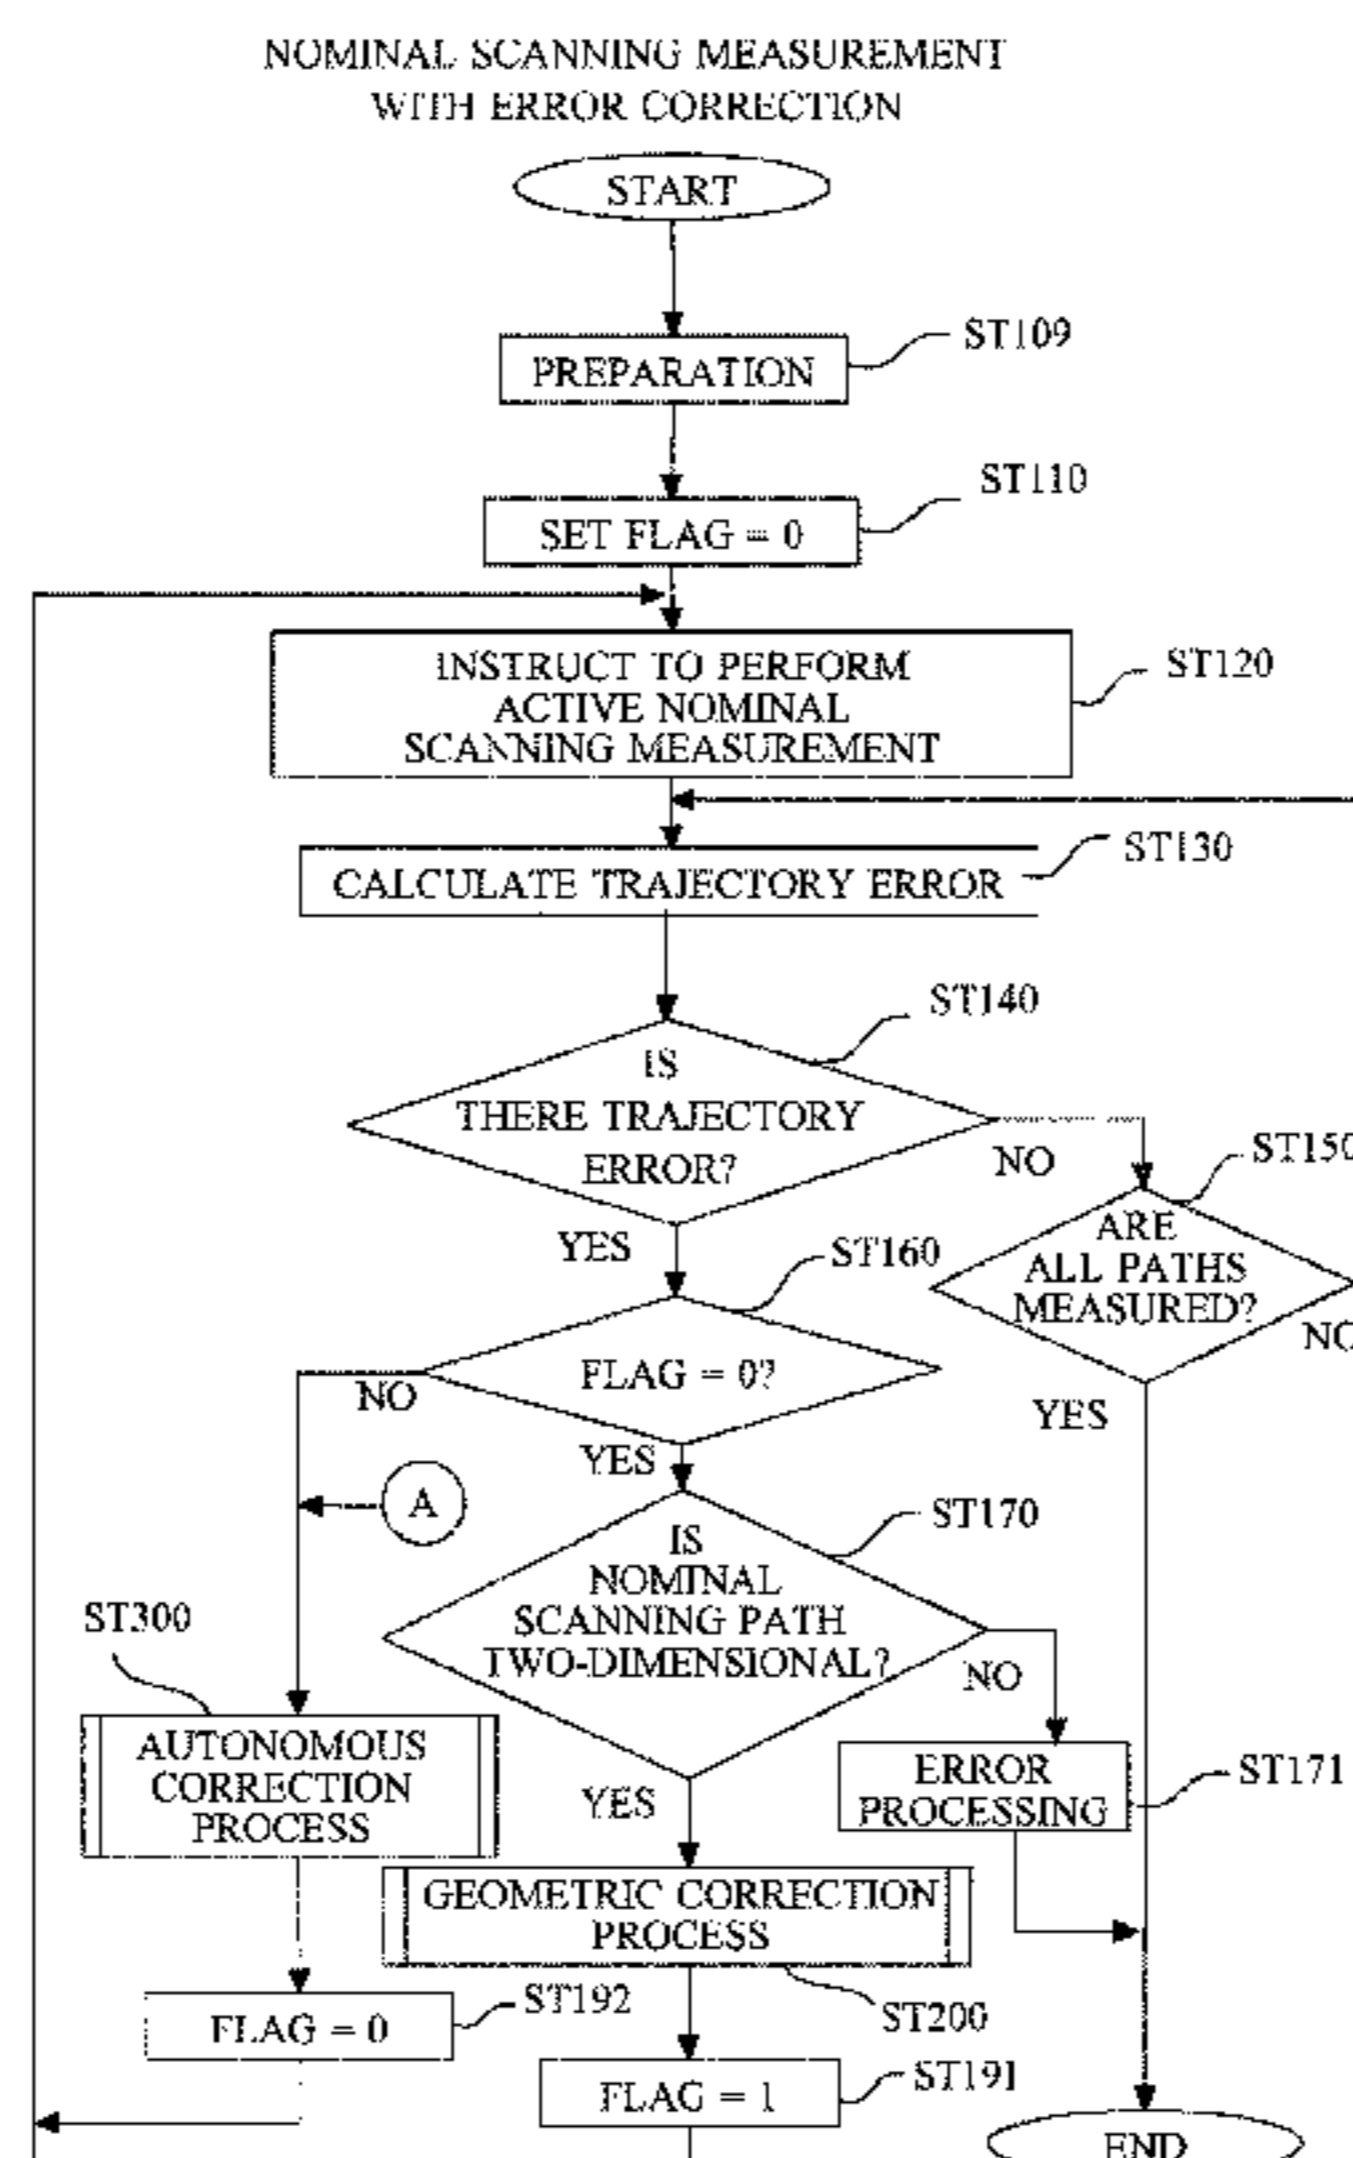 NOMINAL SCANNING MEASUREMENT
WITH ERROR CORRECTION
START
ST109
PREPARATION
ST110
SET FLAG = 0
INSTRUCT TO PERFORM
ACTIVE NOMINAL
SCANNING MEASUREMENT
ST120
ST130
CALCULATE TRAJECTORY ERROR
ST140
IS
THERE TRAJECTORY
ERROR?
NO
YES
ST150
ARE
ALL PATHS
MEASURED?
NO
YES
ST160
FLAG = 0?
NO
YES
A
ST170
IS
NOMINAL
SCANNING PATH
TWO-DIMENSIONAL?
NO
YES
ST300
AUTONOMOUS
CORRECTION
PROCESS
ERROR
PROCESSING
ST171
GEOMETRIC CORRECTION
PROCESS
ST200
FLAG = 0
ST192
FLAG = 1
ST191
END